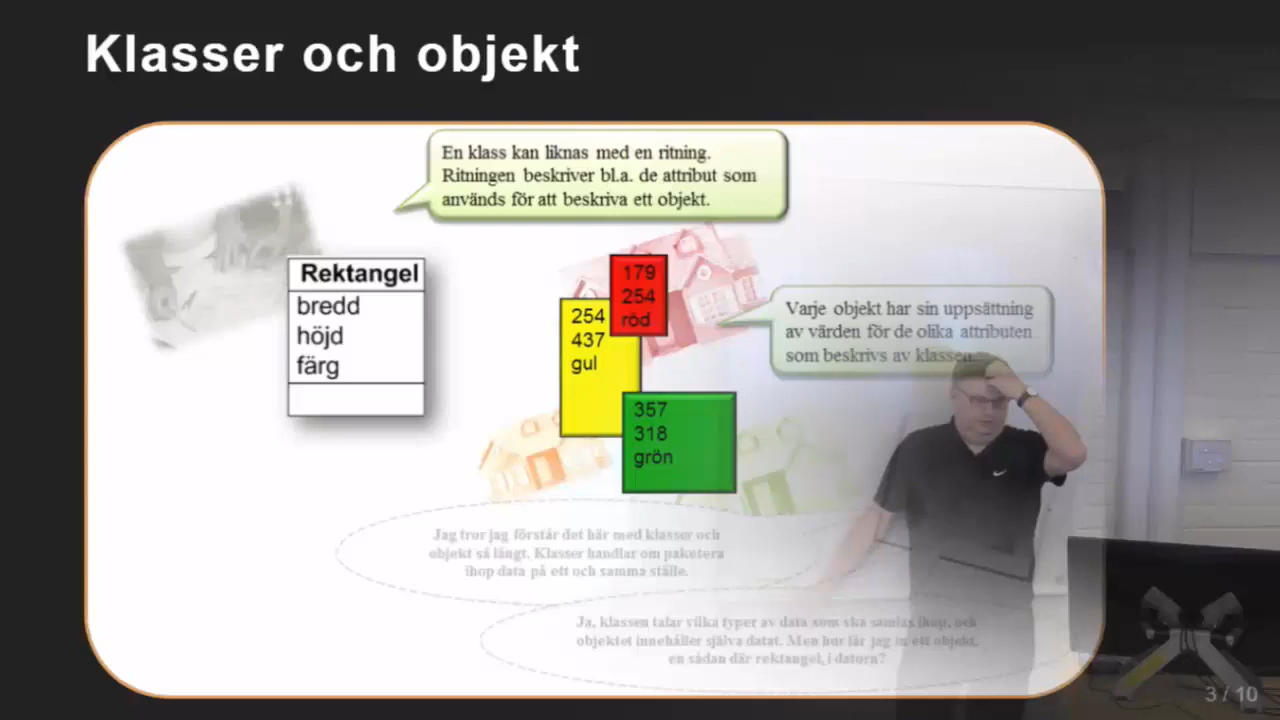 Klasser och objekt
En klass kan liknas med en ritning.
Ritningen beskriver bl.a. de attribut som
används för att beskriva ett objekt.
Rektangel
bredd
höjd
färg
179
254
röd
254
437
gul
357
318
grön
Varje objekt har sin uppsättning
av värden för de olika attributen
som beskrivs av klassen.
Jag tror jag förstår det här med klasser och
objekt så långt. Klasser handlar om paketera
ihop data på ett och samma ställe.
Ja, klassen talar vilka typer av data som ska samlas ihop, och
objektet innehåller själva datat. Men hur får jag in ett objekt,
en sådan där rektangel, i datorn?
3 / 10